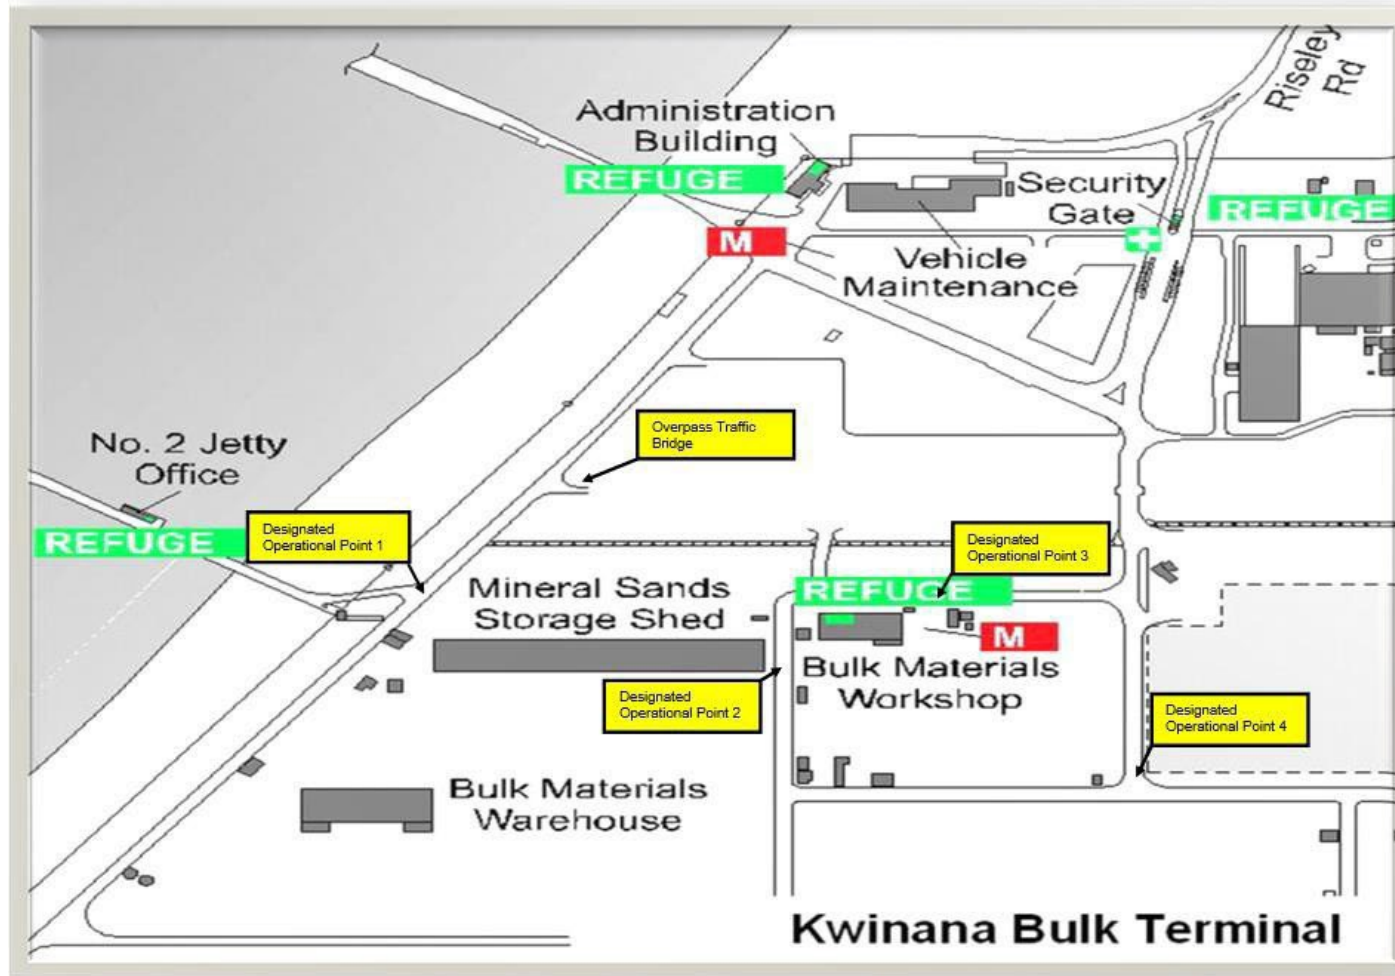 Riseley
Rd
Administration
Building
REFUGE
Security
Gate
REFUGE
M
Vehicle
Maintenance
Overpass Traffic
Bridge
No. 2 Jetty
Office
REFUGE
Designated
Operational Point 1
Designated
Operational Point 3
Mineral Sands
Storage Shed
REFUGE
M
Bulk Materials
Workshop
Designated
Operational Point 2
Designated
Operational Point 4
Bulk Materials
Warehouse
Kwinana Bulk Terminal